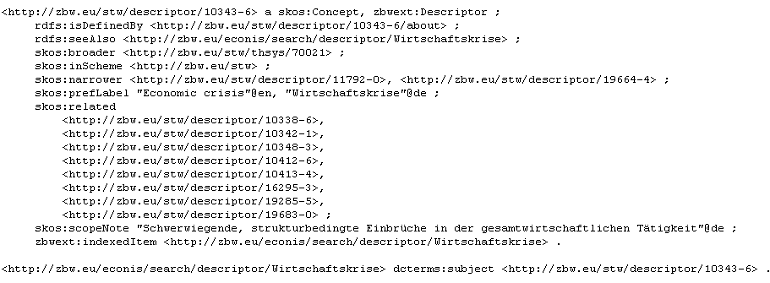 <http://zbw.eu/stw/descriptor/10343-6> a skos:Concept, zbwext:Descriptor ;
rdfs:isDefinedBy <http://zbw.eu/stw/descriptor/10343-6/about> ;
rdfs:seeAlso <http://zbw.eu/econis/search/descriptor/Wirtschaftskrise> ;
skos:broader <http://zbw.eu/stw/thsys/70021> ;
skos:inScheme <http://zbw.eu/stw> ;
skos:narrower <http://zbw.eu/stw/descriptor/11792-0>, <http://zbw.eu/stw/descriptor/19664-4> ;
skos:prefLabel "Economic crisis"@en, "Wirtschaftskrise"@de ;
skos:related
<http://zbw.eu/stw/descriptor/10338-6>,
<http://zbw.eu/stw/descriptor/10342-1>,
<http://zbw.eu/stw/descriptor/10348-3>,
<http://zbw.eu/stw/descriptor/10412-6>,
<http://zbw.eu/stw/descriptor/10413-4>,
<http://zbw.eu/stw/descriptor/16295-3>,
<http://zbw.eu/stw/descriptor/19285-5>,
<http://zbw.eu/stw/descriptor/19683-0> ;
skos:scopeNote "Schwerwiegende, strukturbedingte Einbrüche in der gesamtwirtschaftlichen Tätigkeit"@de ;
zbwext:indexedItem <http://zbw.eu/econis/search/descriptor/Wirtschaftskrise> .
<http://zbw.eu/econis/search/descriptor/Wirtschaftskrise> dcterms:subject <http://zbw.eu/stw/descriptor/10343-6> .